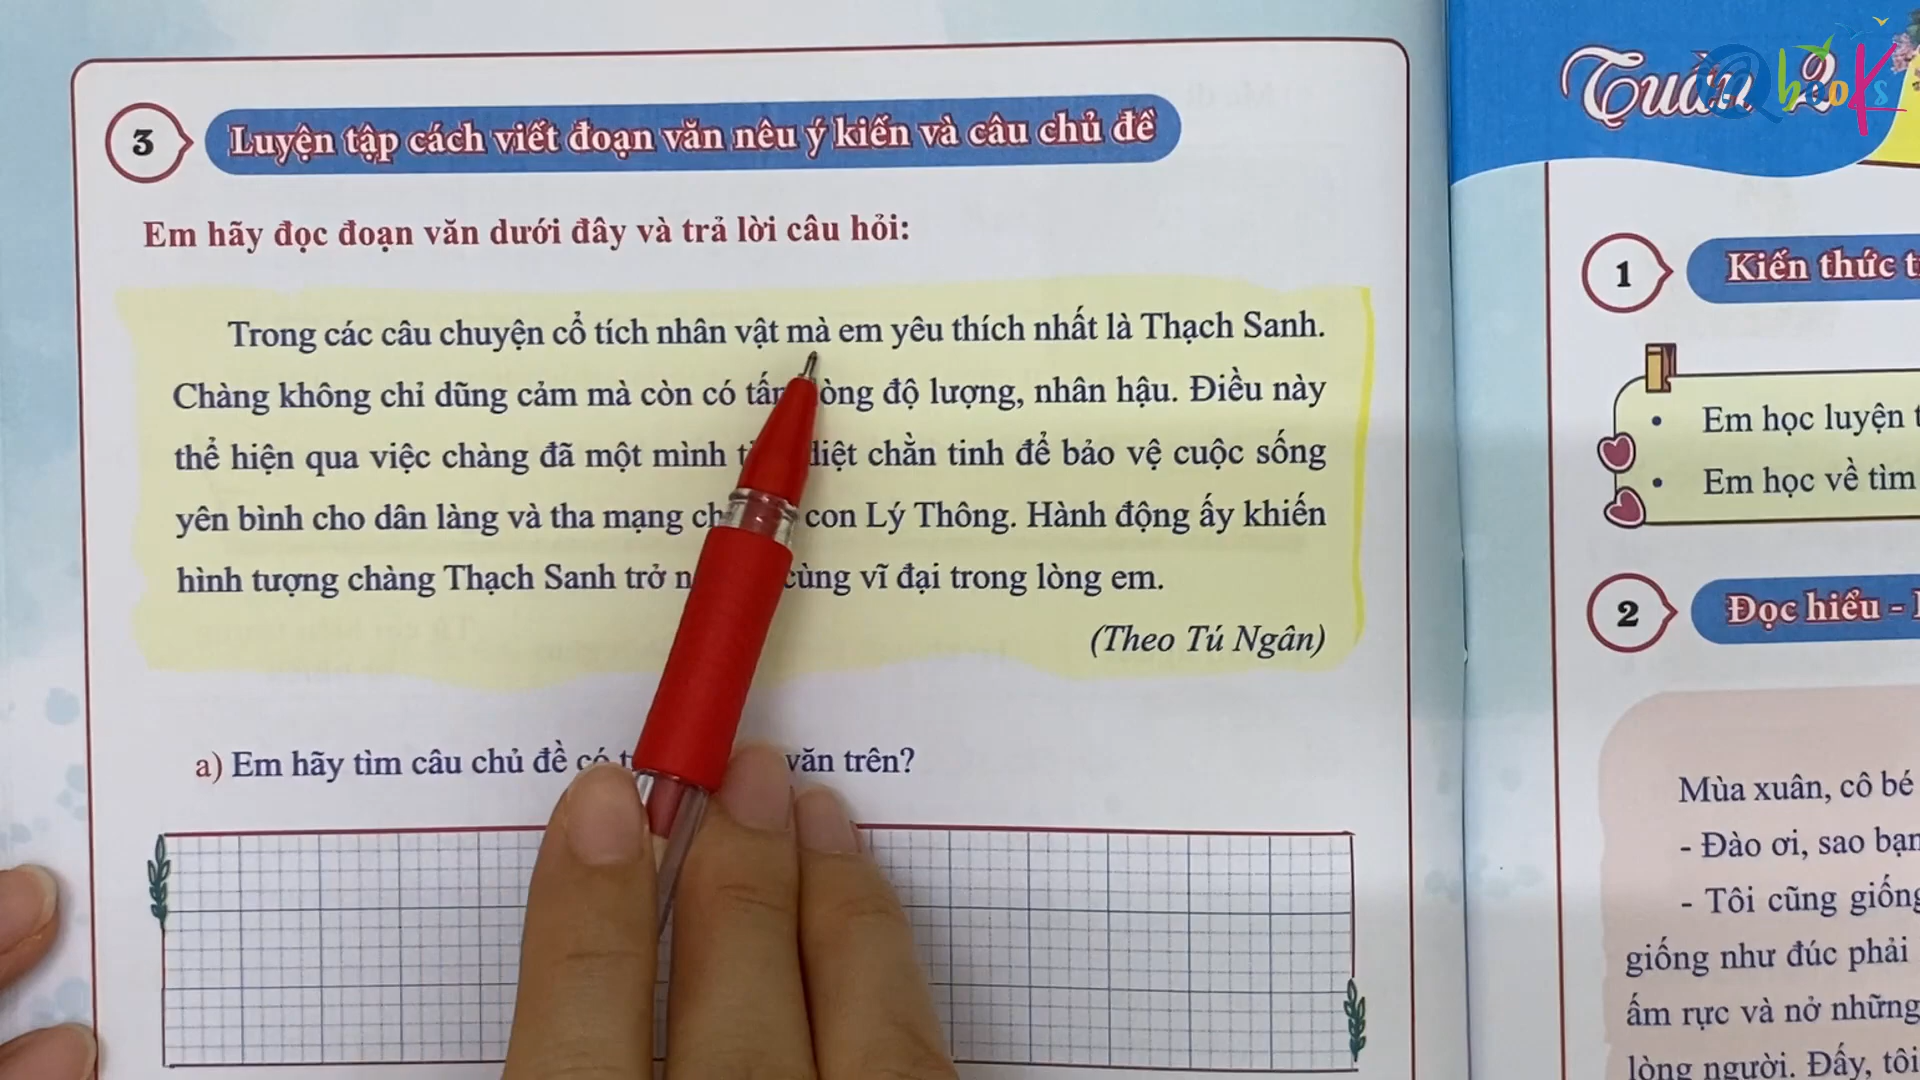 3
Luyện tập cách viết đoạn văn nêu ý kiến và câu chủ đề
Em hãy đọc đoạn văn dưới đây và trả lời câu hỏi:
Trong các câu chuyện cổ tích nhân vật mà em yêu thích nhất là Thạch Sanh.
Chàng không chỉ dũng cảm mà còn có độ lượng, nhân hậu. Điều này
thể hiện qua việc chàng đã một mình diệt chằn tinh để bảo vệ cuộc sống
yên bình cho dân làng và tha mạng con Lý Thông. Hành động ấy khiến
hình tượng chàng Thạch Sanh trở cùng vĩ đại trong lòng em.
(Theo Tú Ngân)
a) Em hãy tìm câu chủ đề có văn trên?
Tuần 2
books
1
Kiến thức
Em học luyện
Em học về tìm
2
Đọc hiểu -
Mùa xuân, cô bé
- Đào ơi, sao bạn
- Tôi cũng giống
giống như đúc phải
ấm rực và nở những
lòng người. Đấy, tôi